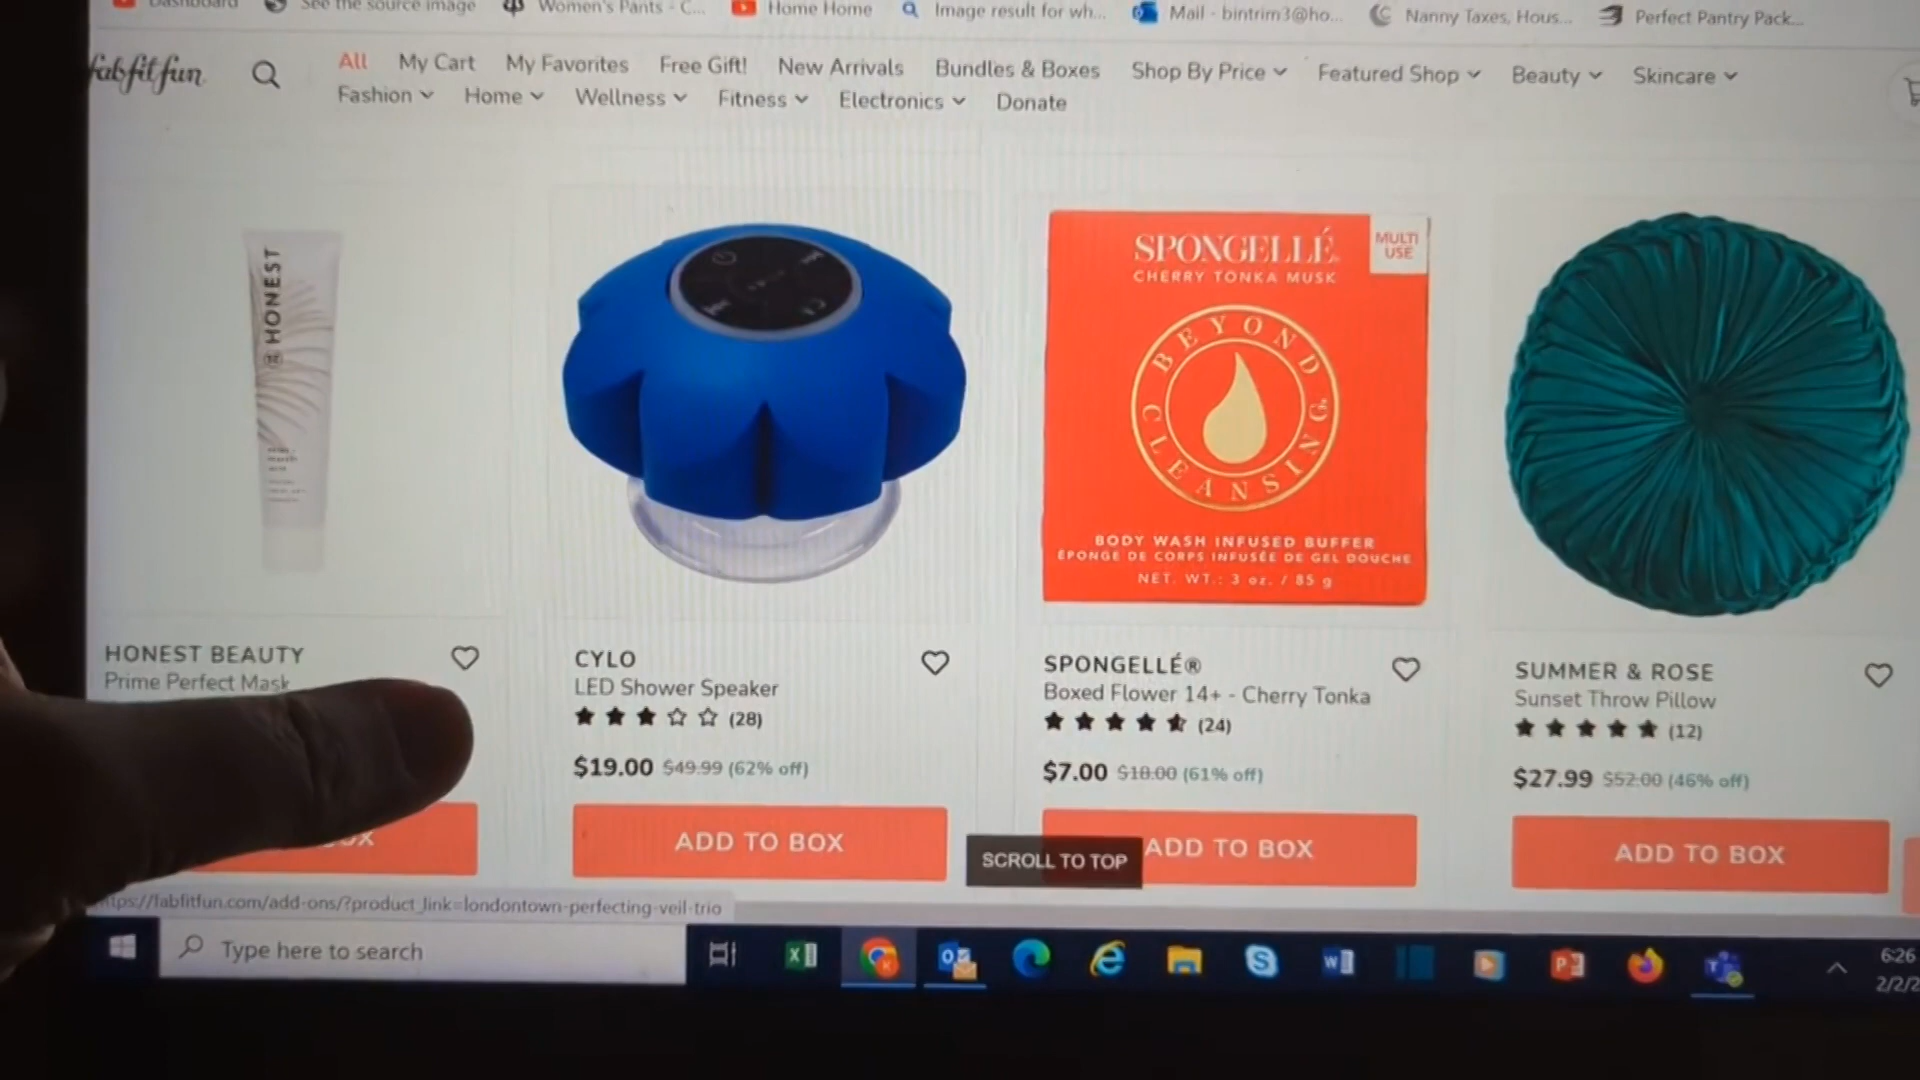 Dashboard See the source image Women's Pants - C... Home Home Image result for wh... Mail - bintrim3@ho... Nanny Taxes, Hous... Perfect Pantry Pack...
fabfitfun All My Cart My Favorites Free Gift! New Arrivals Bundles & Boxes Shop By Price Featured Shop Beauty Skincare
Fashion Home Wellness Fitness Electronics Donate
HONEST
SPONGELLÉ
CHERRY TONKA MUSK
MULTI
USE
BEYOND
CLEANSING
BODY WASH INFUSED BUFFER
ÉPONGE DE CORPS INFUSÉE DE GEL DOUCHE
NET. WT.: 3 oz. / 85 g
HONEST BEAUTY
Prime Perfect Mask
CYLO
LED Shower Speaker
(28)
$19.00 $49.99 (62% off)
ADD TO BOX
SPONGELLÉ®
Boxed Flower 14+ - Cherry Tonka
(24)
$7.00 $18.00 (61% off)
ADD TO BOX
SUMMER & ROSE
Sunset Throw Pillow
(12)
$27.99 $52.00 (46% off)
ADD TO BOX
SCROLL TO TOP
https://fabfitfun.com/add-ons/?product_link=londontown-perfecting-veil-trio
Type here to search
6:26
2/2/2